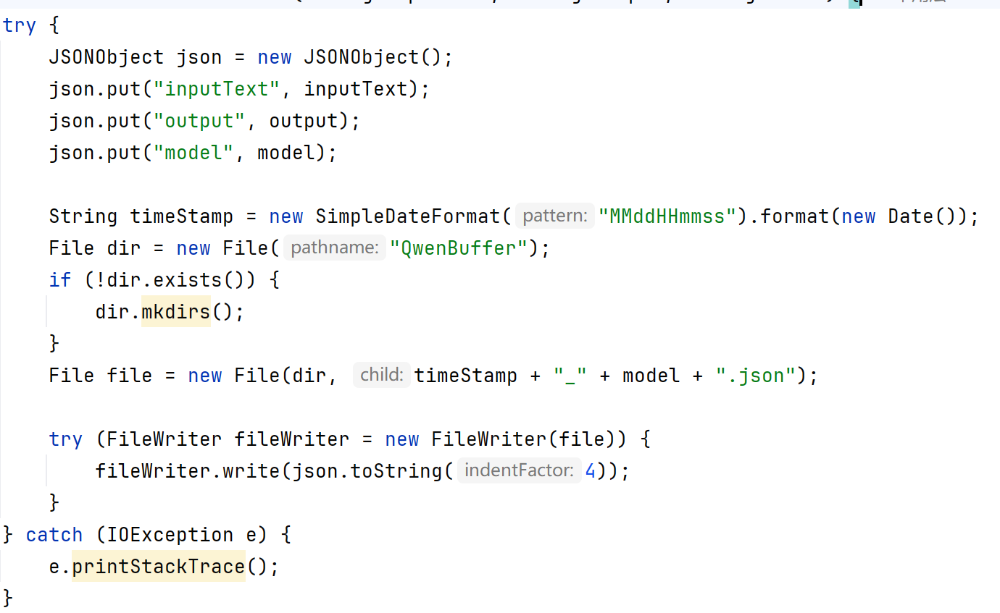 try {
    JSONObject json = new JSONObject();
    json.put("inputText", inputText);
    json.put("output", output);
    json.put("model", model);
    String timeStamp = new SimpleDateFormat( pattern: "MMddHHmmss").format(new Date());
    File dir = new File( pathname: "QwenBuffer");
    if (!dir.exists()) {
        dir.mkdirs();
    }
    File file = new File(dir,  child: timeStamp + "_" + model + ".json");
    try (FileWriter fileWriter = new FileWriter(file)) {
        fileWriter.write(json.toString( indentFactor: 4));
    }
} catch (IOException e) {
    e.printStackTrace();
}